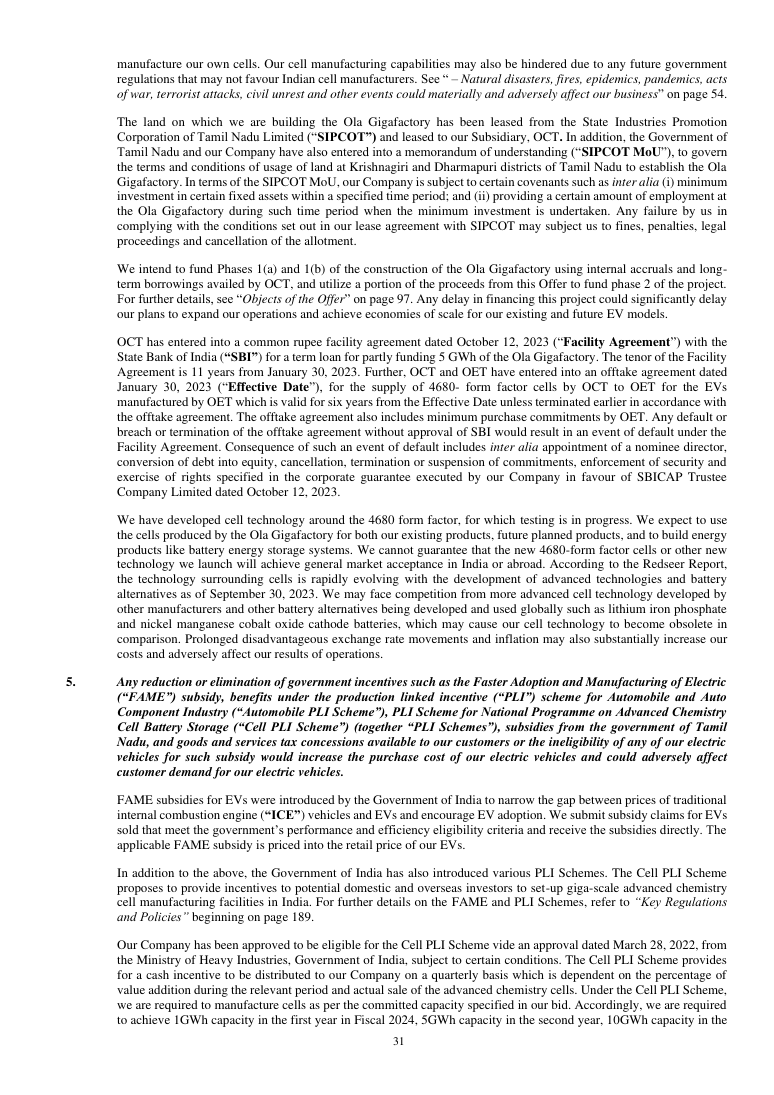 manufacture our own cells. Our cell manufacturing capabilities may also be hindered due to any future government
regulations that may not favour Indian cell manufacturers. See “ – Natural disasters, fires, epidemics, pandemics, acts
of war, terrorist attacks, civil unrest and other events could materially and adversely affect our business” on page 54.
The land on which we are building the Ola Gigafactory has been leased from the State Industries Promotion
Corporation of Tamil Nadu Limited (“SIPCOT”) and leased to our Subsidiary, OCT. In addition, the Government of
Tamil Nadu and our Company have also entered into a memorandum of understanding (“SIPCOT MoU”), to govern
the terms and conditions of usage of land at Krishnagiri and Dharmapuri districts of Tamil Nadu to establish the Ola
Gigafactory. In terms of the SIPCOT MoU, our Company is subject to certain covenants such as inter alia (i) minimum
investment in certain fixed assets within a specified time period; and (ii) providing a certain amount of employment at
the Ola Gigafactory during such time period when the minimum investment is undertaken. Any failure by us in
complying with the conditions set out in our lease agreement with SIPCOT may subject us to fines, penalties, legal
proceedings and cancellation of the allotment.
We intend to fund Phases 1(a) and 1(b) of the construction of the Ola Gigafactory using internal accruals and long-
term borrowings availed by OCT, and utilize a portion of the proceeds from this Offer to fund phase 2 of the project.
For further details, see “Objects of the Offer” on page 97. Any delay in financing this project could significantly delay
our plans to expand our operations and achieve economies of scale for our existing and future EV models.
OCT has entered into a common rupee facility agreement dated October 12, 2023 (“Facility Agreement”) with the
State Bank of India (“SBI”) for a term loan for partly funding 5 GWh of the Ola Gigafactory. The tenor of the Facility
Agreement is 11 years from January 30, 2023. Further, OCT and OET have entered into an offtake agreement dated
January 30, 2023 (“Effective Date”), for the supply of 4680- form factor cells by OCT to OET for the EVs
manufactured by OET which is valid for six years from the Effective Date unless terminated earlier in accordance with
the offtake agreement. The offtake agreement also includes minimum purchase commitments by OET. Any default or
breach or termination of the offtake agreement without approval of SBI would result in an event of default under the
Facility Agreement. Consequence of such an event of default includes inter alia appointment of a nominee director,
conversion of debt into equity, cancellation, termination or suspension of commitments, enforcement of security and
exercise of rights specified in the corporate guarantee executed by our Company in favour of SBICAP Trustee
Company Limited dated October 12, 2023.
We have developed cell technology around the 4680 form factor, for which testing is in progress. We expect to use
the cells produced by the Ola Gigafactory for both our existing products, future planned products, and to build energy
products like battery energy storage systems. We cannot guarantee that the new 4680-form factor cells or other new
technology we launch will achieve general market acceptance in India or abroad. According to the Redseer Report,
the technology surrounding cells is rapidly evolving with the development of advanced technologies and battery
alternatives as of September 30, 2023. We may face competition from more advanced cell technology developed by
other manufacturers and other battery alternatives being developed and used globally such as lithium iron phosphate
and nickel manganese cobalt oxide cathode batteries, which may cause our cell technology to become obsolete in
comparison. Prolonged disadvantageous exchange rate movements and inflation may also substantially increase our
costs and adversely affect our results of operations.
5. Any reduction or elimination of government incentives such as the Faster Adoption and Manufacturing of Electric
(“FAME”) subsidy, benefits under the production linked incentive (“PLI”) scheme for Automobile and Auto
Component Industry (“Automobile PLI Scheme”), PLI Scheme for National Programme on Advanced Chemistry
Cell Battery Storage (“Cell PLI Scheme”) (together “PLI Schemes”), subsidies from the government of Tamil
Nadu, and goods and services tax concessions available to our customers or the ineligibility of any of our electric
vehicles for such subsidy would increase the purchase cost of our electric vehicles and could adversely affect
customer demand for our electric vehicles.
FAME subsidies for EVs were introduced by the Government of India to narrow the gap between prices of traditional
internal combustion engine (“ICE”) vehicles and EVs and encourage EV adoption. We submit subsidy claims for EVs
sold that meet the government’s performance and efficiency eligibility criteria and receive the subsidies directly. The
applicable FAME subsidy is priced into the retail price of our EVs.
In addition to the above, the Government of India has also introduced various PLI Schemes. The Cell PLI Scheme
proposes to provide incentives to potential domestic and overseas investors to set-up giga-scale advanced chemistry
cell manufacturing facilities in India. For further details on the FAME and PLI Schemes, refer to “Key Regulations
and Policies” beginning on page 189.
Our Company has been approved to be eligible for the Cell PLI Scheme vide an approval dated March 28, 2022, from
the Ministry of Heavy Industries, Government of India, subject to certain conditions. The Cell PLI Scheme provides
for a cash incentive to be distributed to our Company on a quarterly basis which is dependent on the percentage of
value addition during the relevant period and actual sale of the advanced chemistry cells. Under the Cell PLI Scheme,
we are required to manufacture cells as per the committed capacity specified in our bid. Accordingly, we are required
to achieve 1GWh capacity in the first year in Fiscal 2024, 5GWh capacity in the second year, 10GWh capacity in the
31